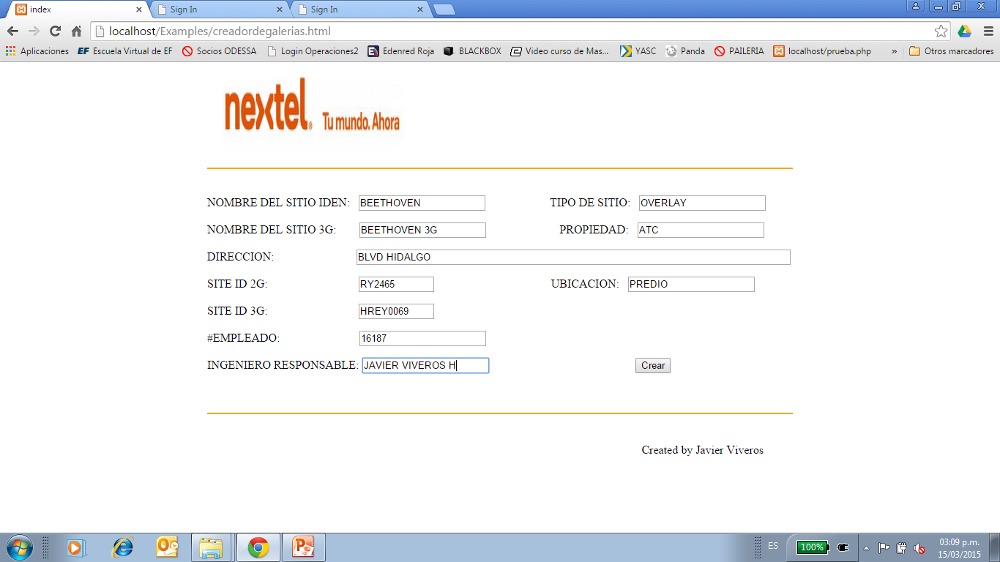 index
Sign In
Sign In
localhost/Examples/creadordegalerias.html
Aplicaciones
EF Escuela Virtual de EF
Socios ODESSA
Login Operaciones2
Edenred Roja
BLACKBOX
Video curso de Mas...
YASC
Panda
PAILERIA
localhost/prueba.php
»
Otros marcadores
nextel® Tu mundo. Ahora
NOMBRE DEL SITIO IDEN: BEETHOVEN TIPO DE SITIO: OVERLAY
NOMBRE DEL SITIO 3G: BEETHOVEN 3G PROPIEDAD: ATC
DIRECCION: BLVD HIDALGO
SITE ID 2G: RY2465 UBICACION: PREDIO
SITE ID 3G: HREY0069
#EMPLEADO: 16187
INGENIERO RESPONSABLE: JAVIER VIVEROS H Crear
Created by Javier Viveros
ES
100%
03:09 p.m.
15/03/2015